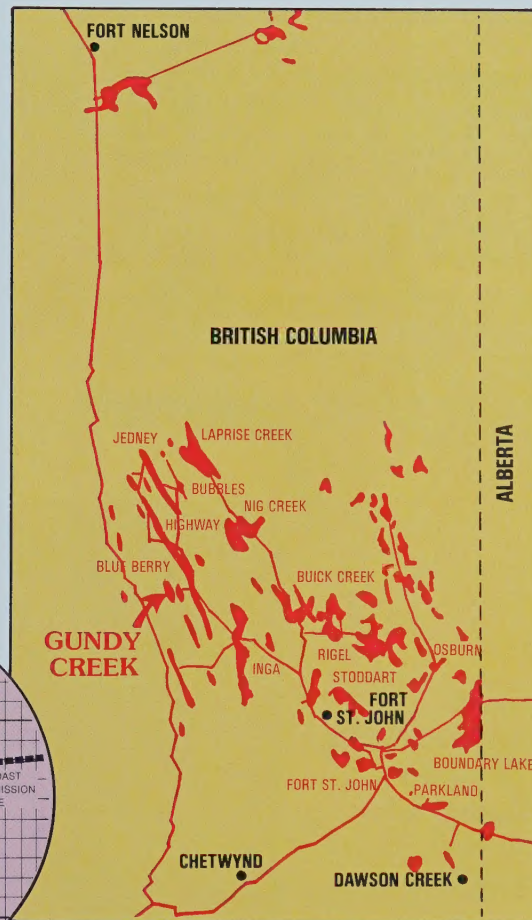 FORT NELSON
BRITISH COLUMBIA
ALBERTA
JEDNEY
LAPRISE CREEK
BUBBLES
NIG CREEK
HIGHWAY
BLUE BERRY
BUICK CREEK
GUNDY
CREEK
INGA
RIGEL
OSBURN
STODDART
FORT
ST. JOHN
BOUNDARY LAKE
FORT ST. JOHN
PARKLAND
CHETWYND
DAWSON CREEK